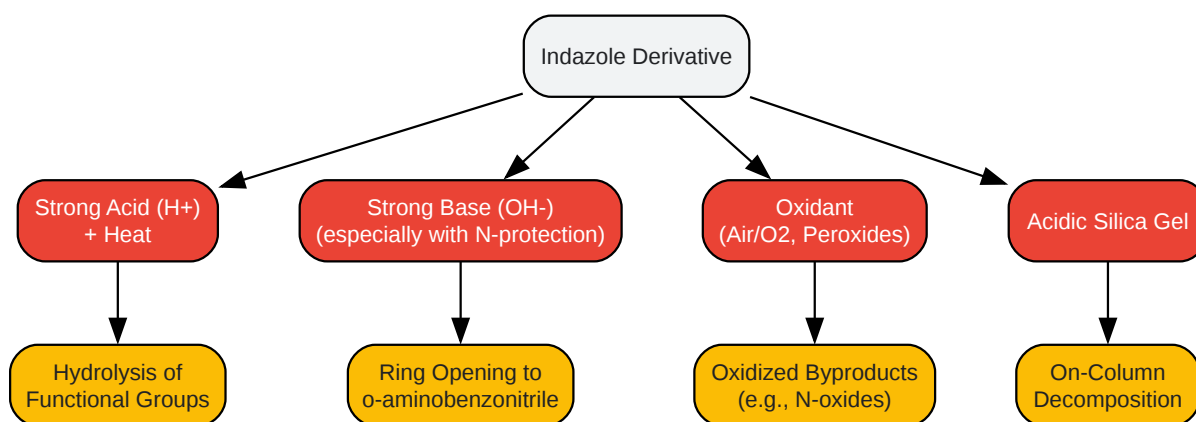 Indazole Derivative
Strong Acid (H+)
+ Heat
Strong Base (OH-)
(especially with N-protection)
Oxidant
(Air/O2, Peroxides)
Acidic Silica Gel
Hydrolysis of
Functional Groups
Ring Opening to
o-aminobenzonitrile
Oxidized Byproducts
(e.g., N-oxides)
On-Column
Decomposition